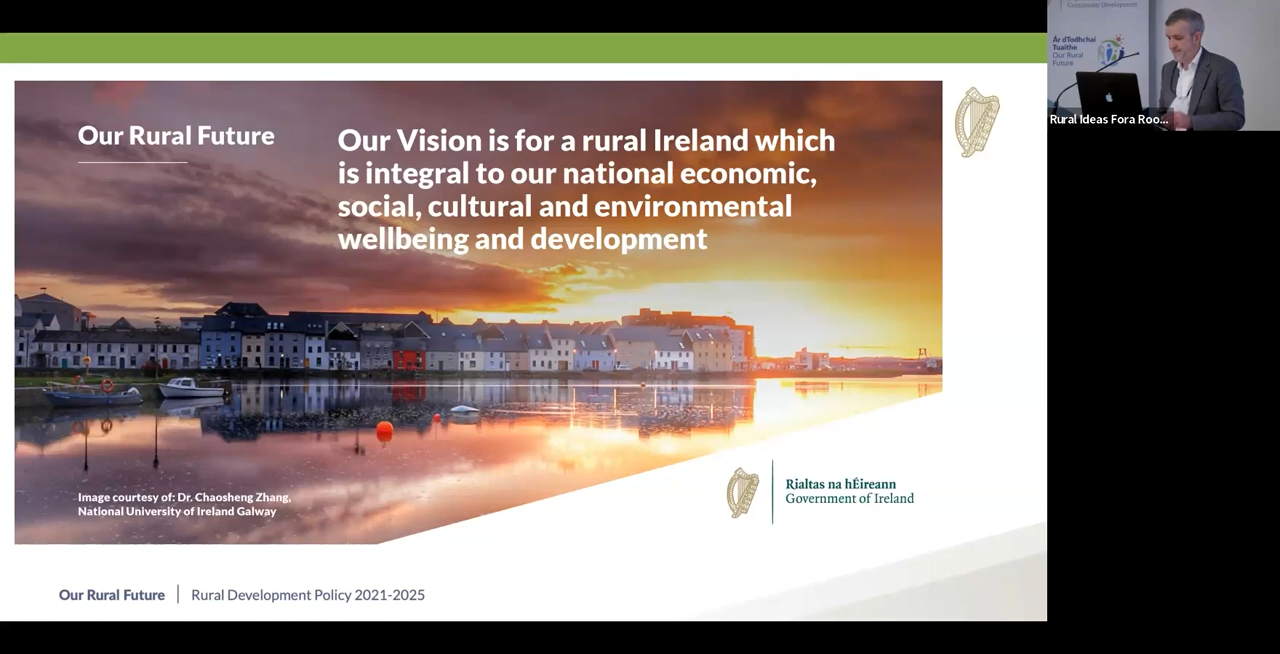 Our Rural Future
Our Vision is for a rural Ireland which
is integral to our national economic,
social, cultural and environmental
wellbeing and development
Image courtesy of: Dr. Chaosheng Zhang,
National University of Ireland Galway
Rialtas na hÉireann
Government of Ireland
Our Rural Future
Rural Development Policy 2021-2025
Community Development
Ár dTodhchaí
Tuaithe
Our Rural
Future
Rural Ideas Fora Roo...